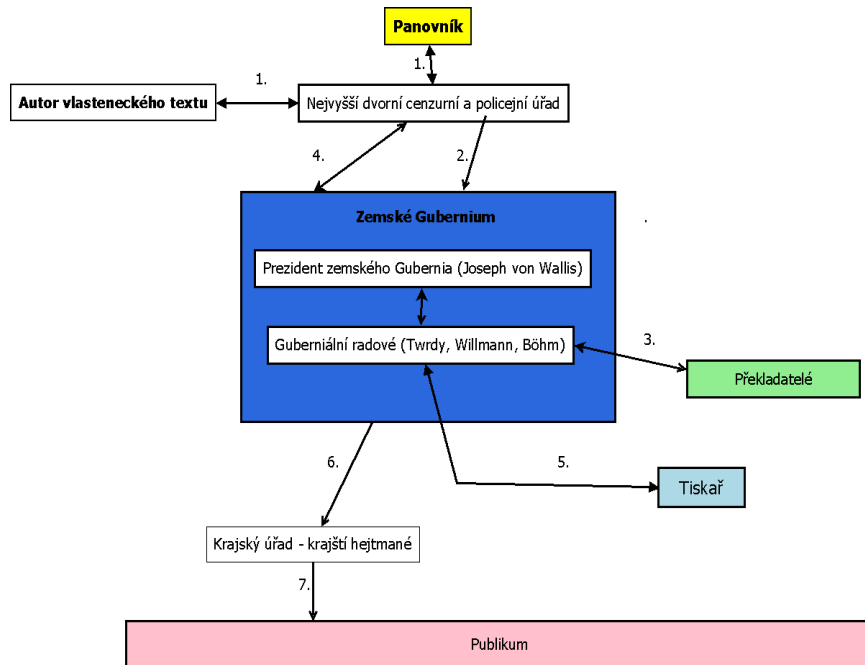 Panovník
1.
1.
Autor vlasteneckého textu
Nejvyšší dvorní cenzurní a policejní úřad
4.
2.
Zemské Gubernium
.
Prezident zemského Gubernia (Joseph von Wallis)
Guberniální radové (Twrdy, Willmann, Böhm)
3.
Překladatelé
6.
5.
Tiskař
Krajský úřad - krajští hejtmané
7.
Publikum